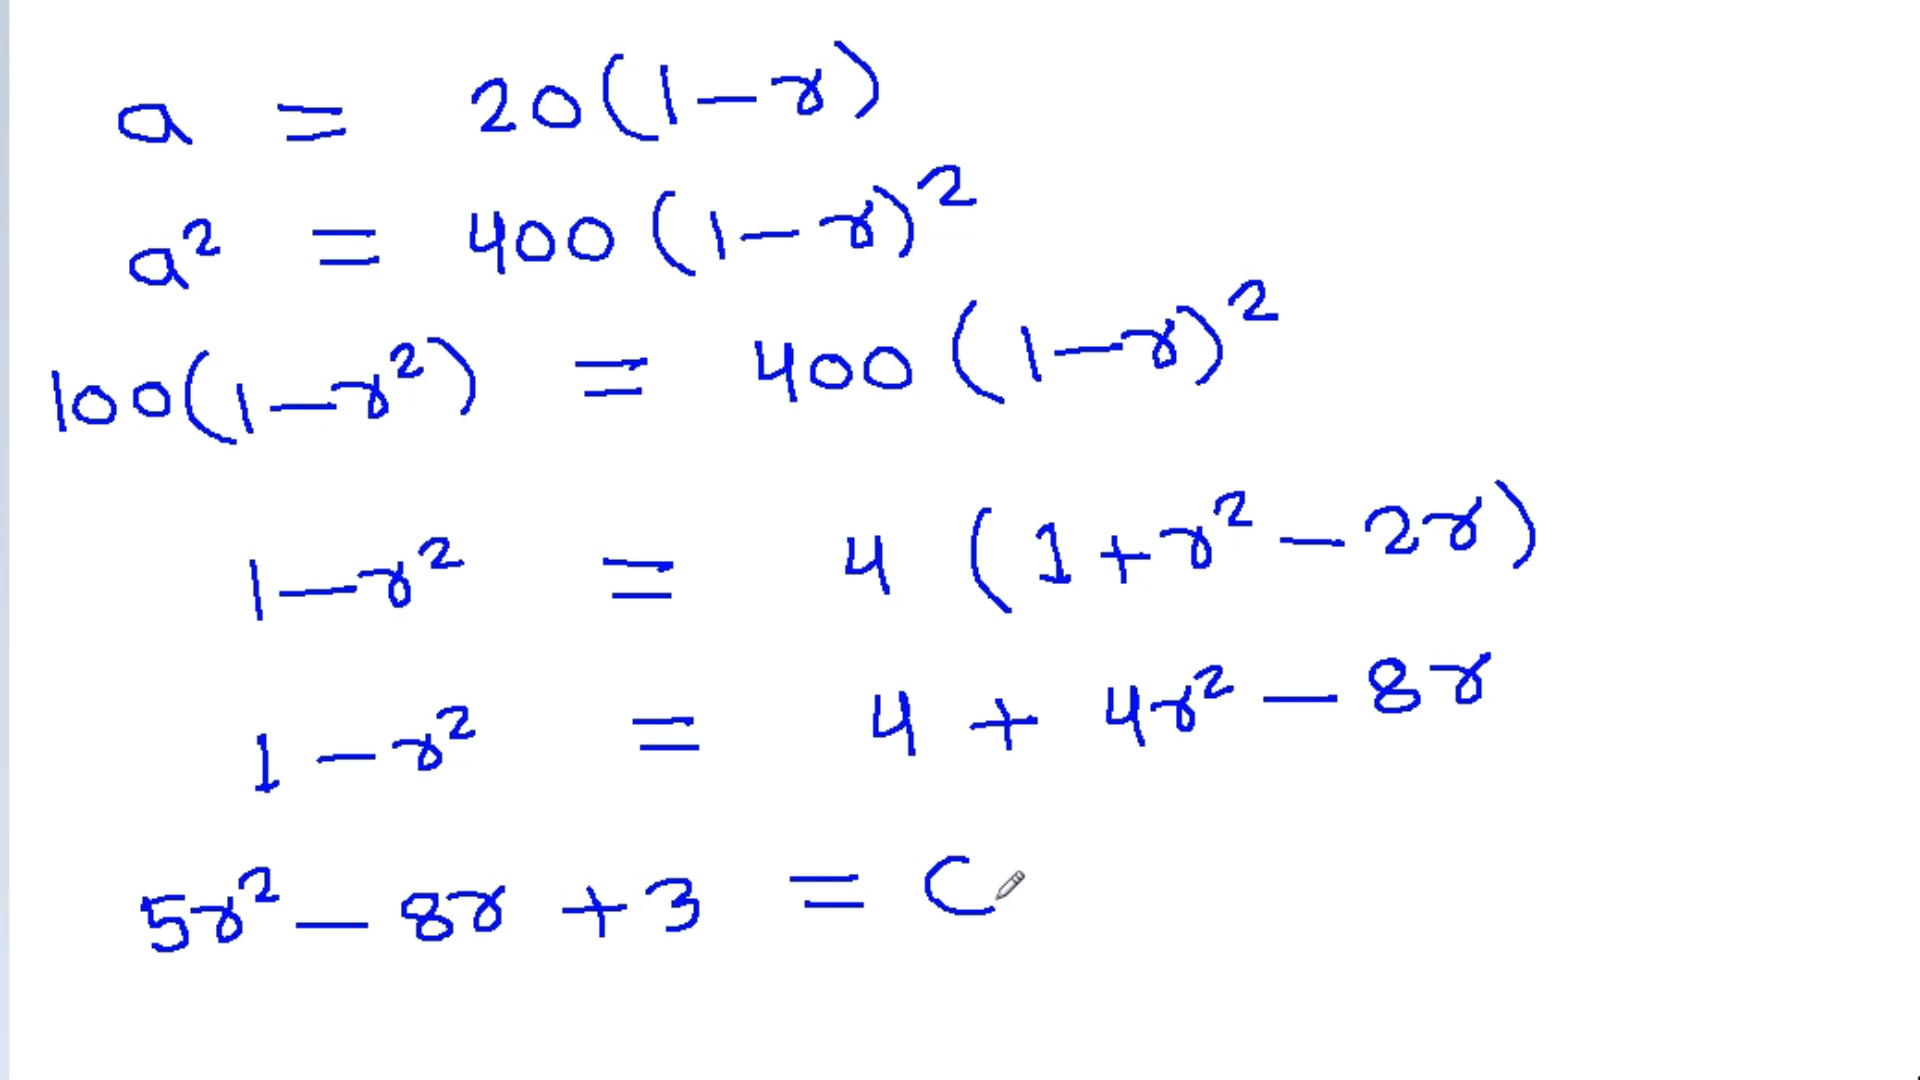 a = 20(1-r)
a² = 400(1-r)²
100(1-r²) = 400(1-r)²
1-r² = 4(1+r²-2r)
1-r² = 4+4r²-8r
5r²-8r+3 =